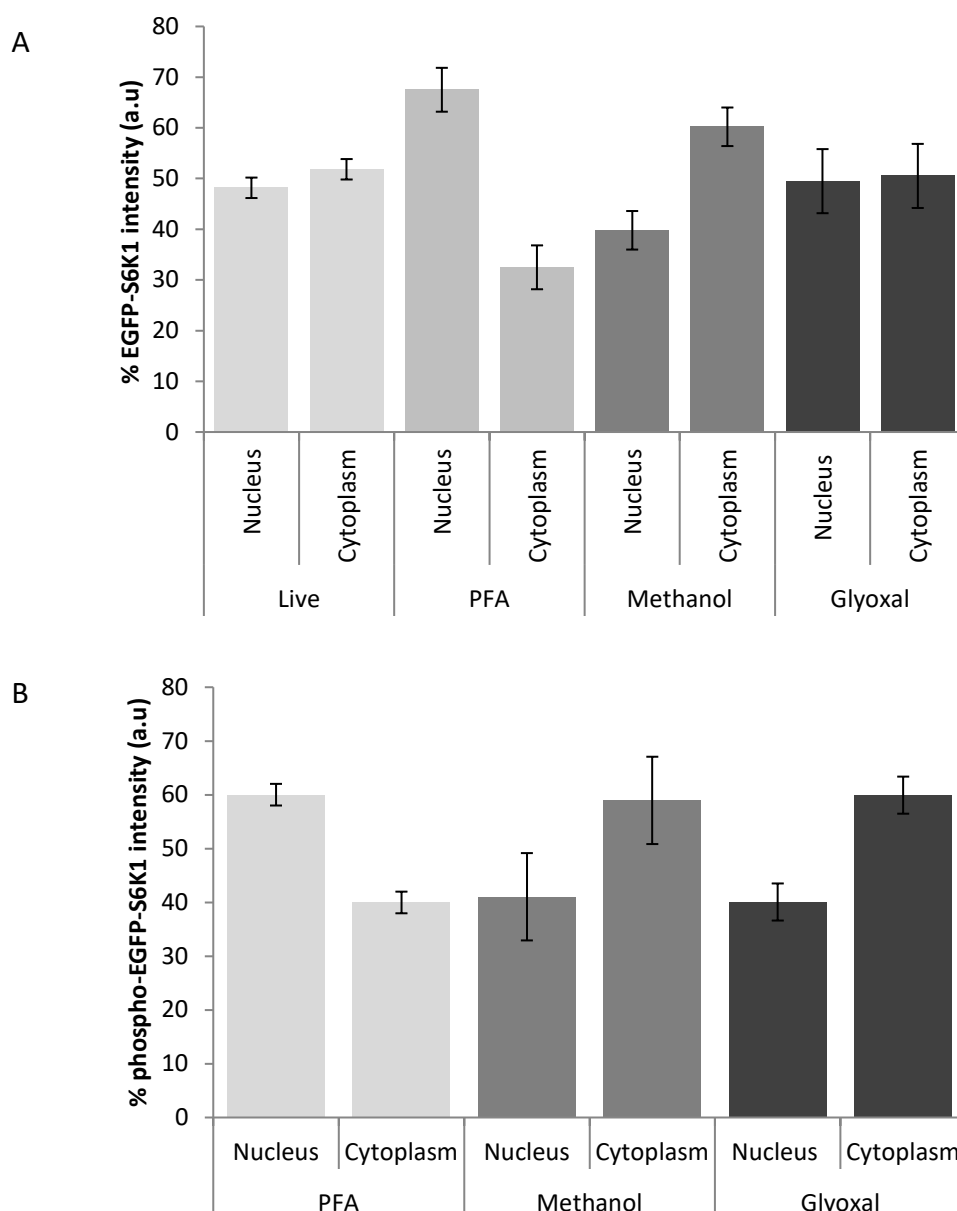 A
% EGFP-S6K1 intensity (a.u)
80
70
60
50
40
30
20
10
0
Nucleus Cytoplasm Nucleus Cytoplasm Nucleus Cytoplasm Nucleus Cytoplasm
Live PFA Methanol Glyoxal
B
% phospho-EGFP-S6K1 intensity (a.u)
80
70
60
50
40
30
20
10
0
Nucleus Cytoplasm Nucleus Cytoplasm Nucleus Cytoplasm
PFA Methanol Glyoxal